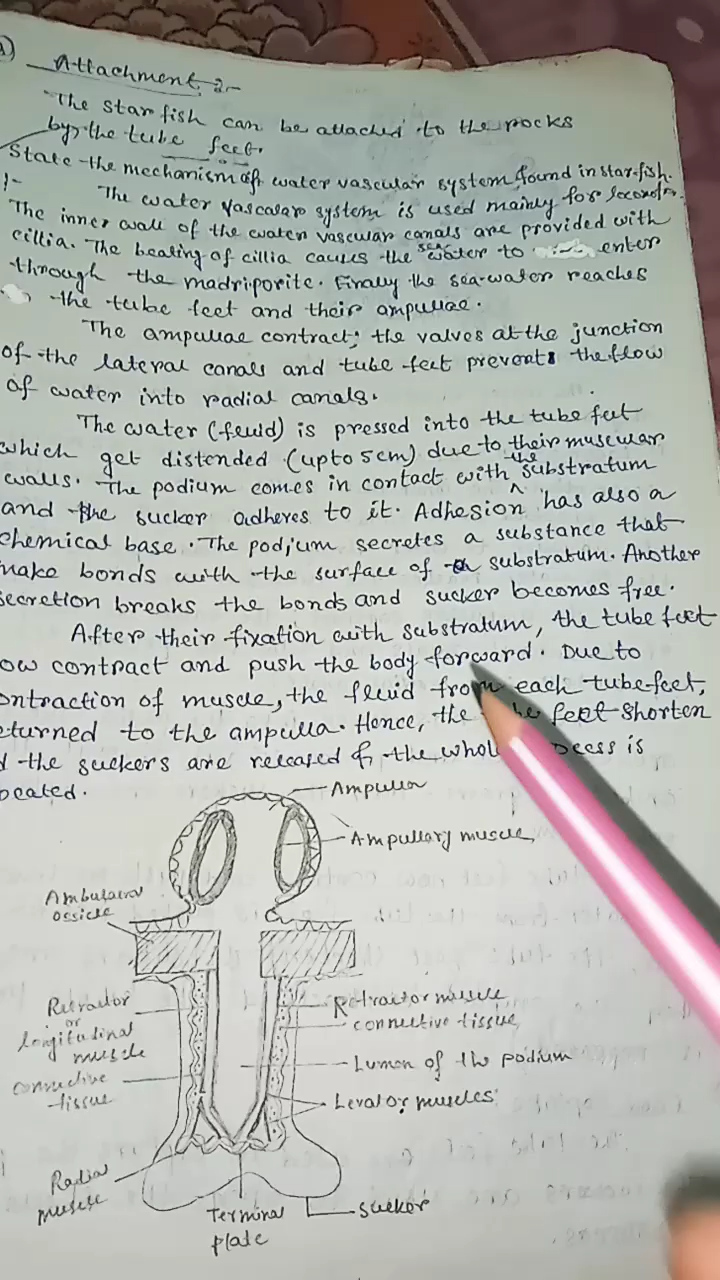 Attachment :-
The starfish can be attached to the rocks
by the tube feet.
State the mechanism of water vascular system found in star-fish.
:- The water vascular system is used mainly for
The inner wall of the water vascular canals are provided with
cillia. The beating of cillia causes the sea water to enter
through the madriporite. Finally the sea-water reaches
the tube feet and their ampullae.
The ampullae contract; the valves at the junction
of the lateral canals and tube feet prevent the flow
of water into radial canals.
The water (fluid) is pressed into the tube feet
which get distended (upto 5cm) due to their muscular
walls. The podium comes in contact with the substratum
and the sucker adheres to it. Adhesion has also a
chemical base. The podium secretes a substance that
make bonds with the surface of substratum. Another
secretion breaks the bonds and sucker becomes free.
After their fixation with substratum, the tube feet
ow contract and push the body forward. Due to
ontraction of muscle, the fluid from each tube feet,
eturned to the ampulla. Hence, the feet shorten
d the suckers are released & the whol ocess is
peated.
Ampulla
Ampullary muscle
Ambulacral
ossicle
Retractor
or
longitudinal
muscle
connective
tissue
Retractor muscle
connective tissue
Lumen of the podium
Levator muscles
Radial
muscle
Terminal
plate
sucker